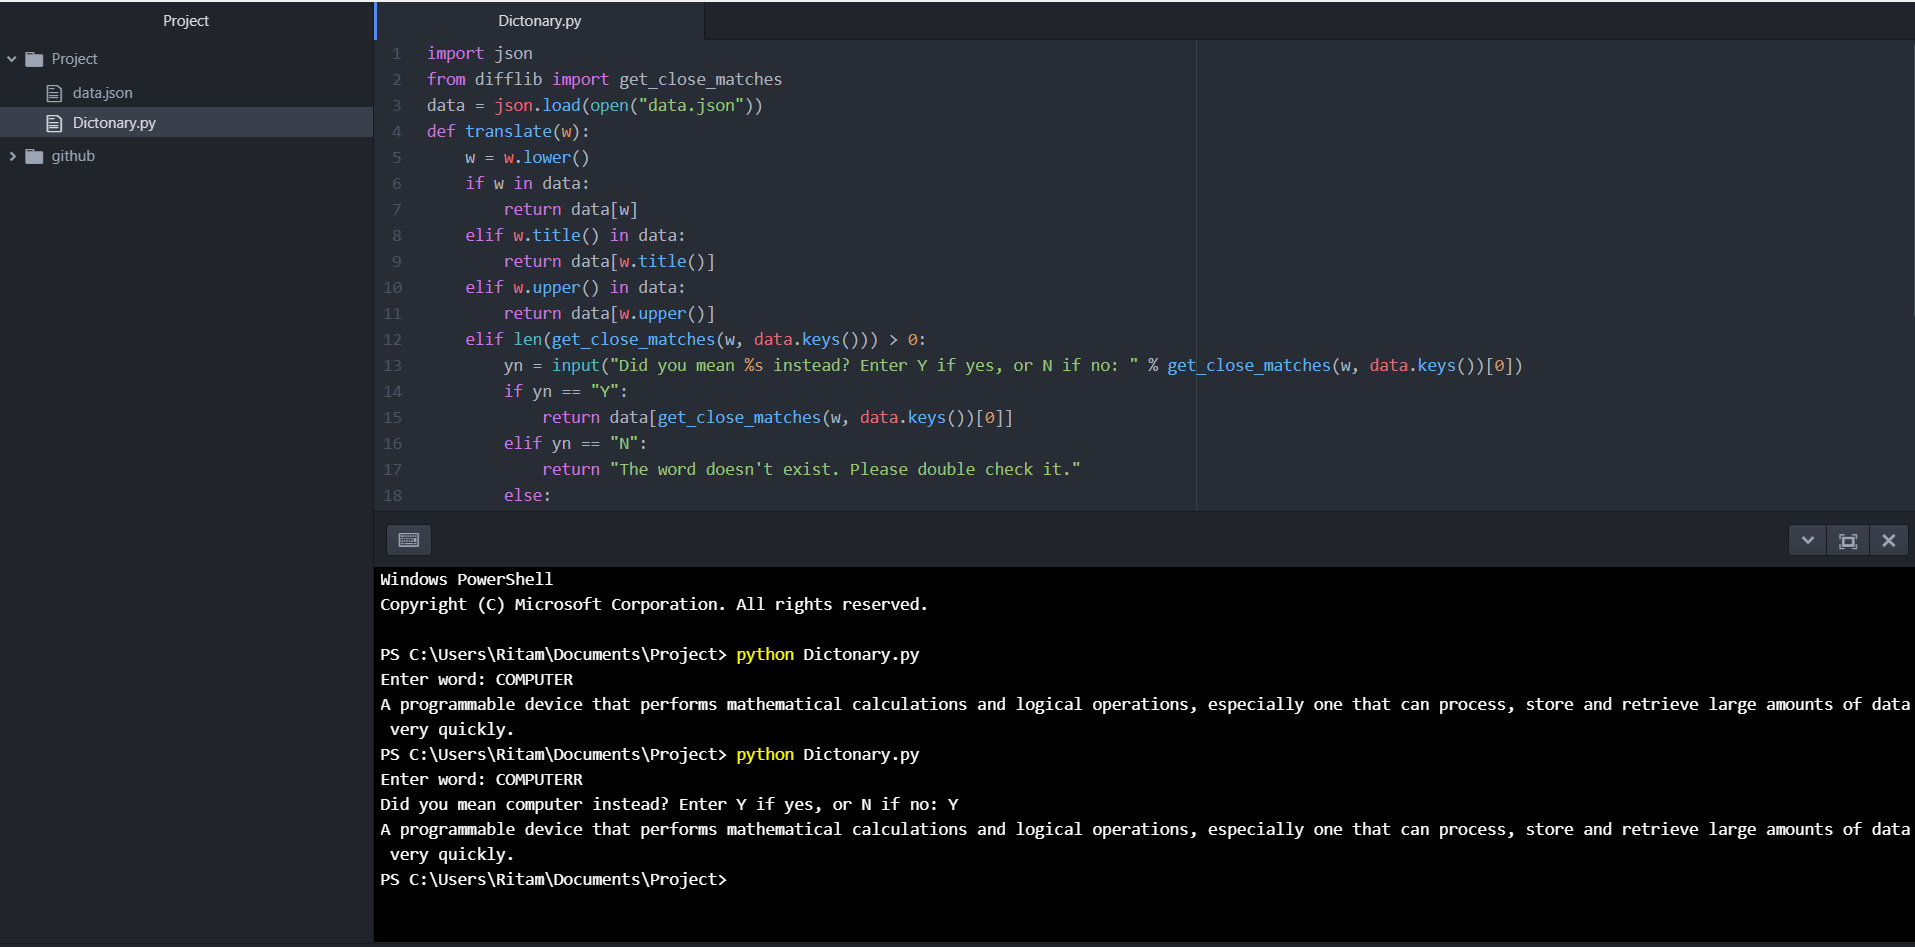 Project
Project
data.json
Dictonary.py
github
Dictonary.py
1 import json
2 from difflib import get_close_matches
3 data = json.load(open("data.json"))
4 def translate(w):
5     w = w.lower()
6     if w in data:
7         return data[w]
8     elif w.title() in data:
9         return data[w.title()]
10     elif w.upper() in data:
11         return data[w.upper()]
12     elif len(get_close_matches(w, data.keys())) > 0:
13         yn = input("Did you mean %s instead? Enter Y if yes, or N if no: " % get_close_matches(w, data.keys())[0])
14         if yn == "Y":
15             return data[get_close_matches(w, data.keys())[0]]
16         elif yn == "N":
17             return "The word doesn't exist. Please double check it."
18         else:
Windows PowerShell
Copyright (C) Microsoft Corporation. All rights reserved.
PS C:\Users\Ritam\Documents\Project> python Dictonary.py
Enter word: COMPUTER
A programmable device that performs mathematical calculations and logical operations, especially one that can process, store and retrieve large amounts of data
very quickly.
PS C:\Users\Ritam\Documents\Project> python Dictonary.py
Enter word: COMPUTERR
Did you mean computer instead? Enter Y if yes, or N if no: Y
A programmable device that performs mathematical calculations and logical operations, especially one that can process, store and retrieve large amounts of data
very quickly.
PS C:\Users\Ritam\Documents\Project>